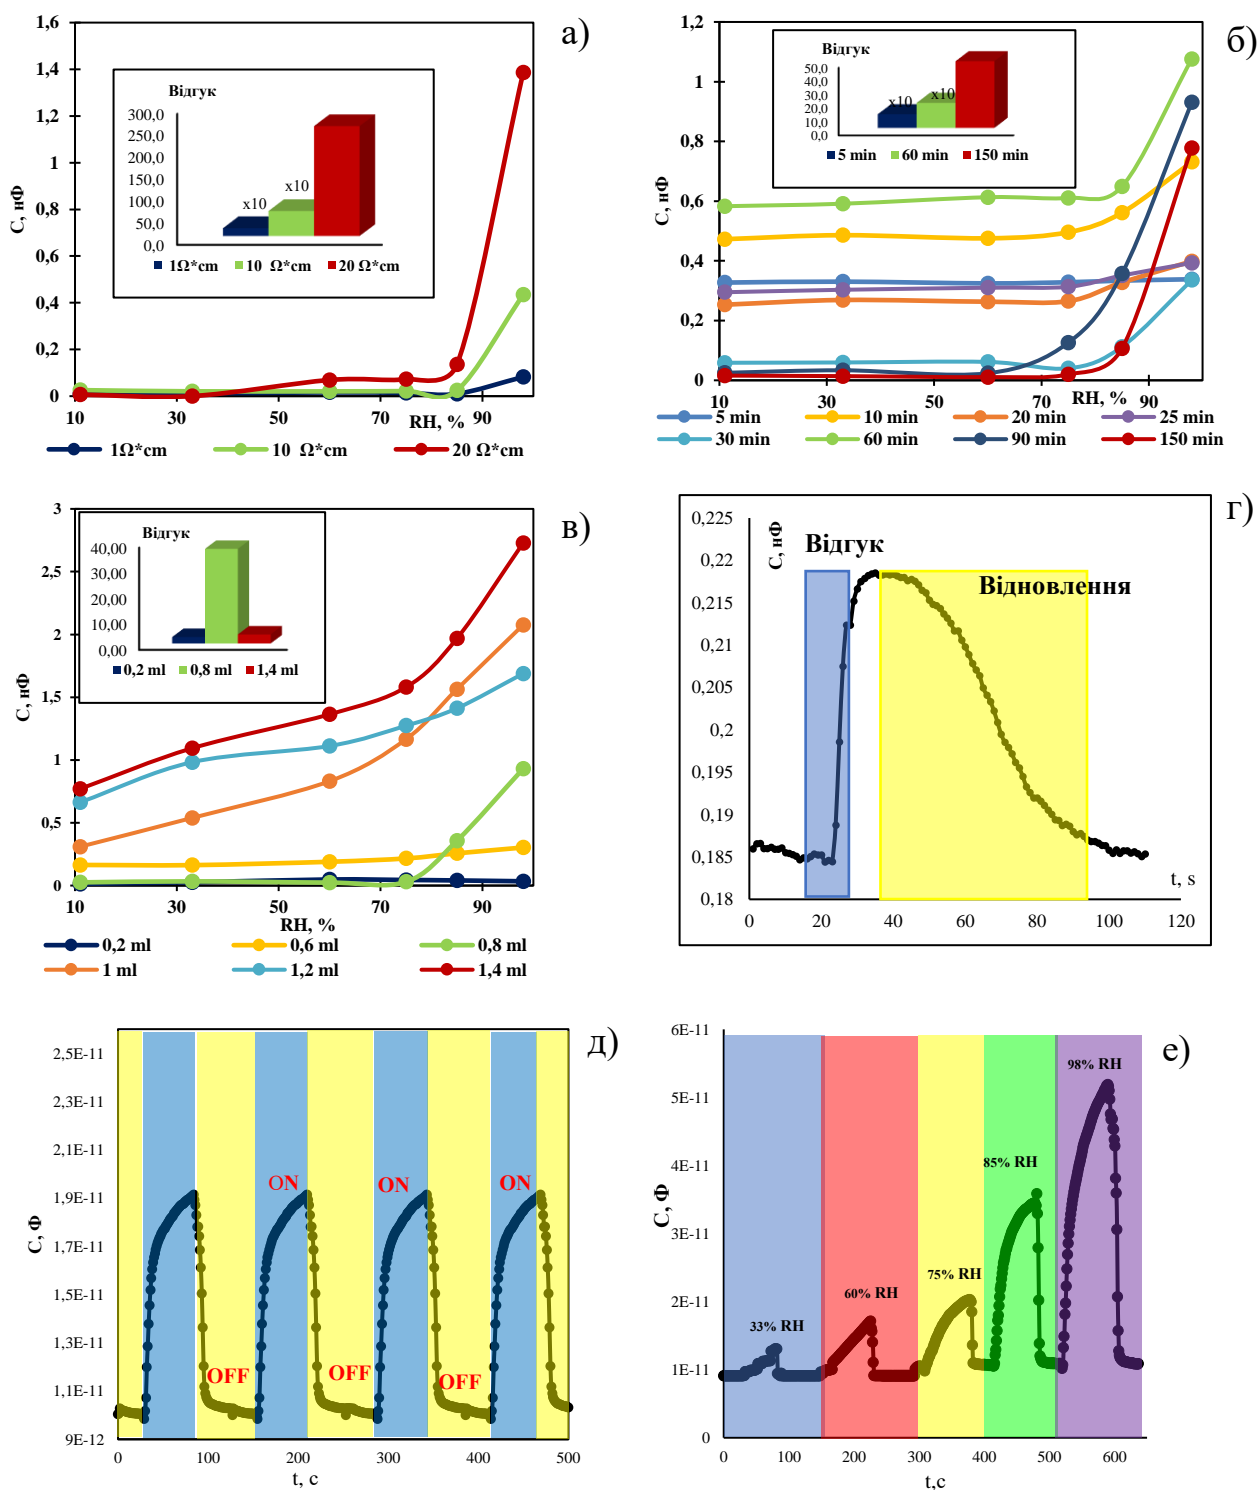 а)
1,6
1,4
1,2
1
0,8
0,6
0,4
0,2
0
C, нФ
Відгук
300,0
250,0
200,0
150,0
100,0
50,0
0,0
x10
x10
1Ω*cm 10 Ω*cm 20 Ω*cm
10 30 50 70 90
RH, %
1Ω*cm 10 Ω*cm 20 Ω*cm
б)
1,2
1
0,8
0,6
0,4
0,2
0
C, нФ
Відгук
50,0
40,0
30,0
20,0
10,0
0,0
x10
x10
5 min 60 min 150 min
10 30 50 70 90
RH, %
5 min 10 min 20 min 25 min
30 min 60 min 90 min 150 min
в)
3
2,5
2
1,5
1
0,5
0
C, нФ
Відгук
40,00
30,00
20,00
10,00
0,00
0,2 ml 0,8 ml 1,4 ml
10 30 50 70 90
RH, %
0,2 ml 0,6 ml 0,8 ml
1 ml 1,2 ml 1,4 ml
г)
0,225
0,22
0,215
0,21
0,205
0,2
0,195
0,19
0,185
0,18
C, нФ
Відгук
Відновлення
t, s
0 20 40 60 80 100 120
д)
2,5E-11
2,3E-11
2,1E-11
1,9E-11
1,7E-11
1,5E-11
1,3E-11
1,1E-11
9E-12
C, Ф
ON ON ON
OFF OFF OFF
0 100 200 300 400 500
t, с
е)
6E-11
5E-11
4E-11
3E-11
2E-11
1E-11
0
C, Ф
33% RH
60% RH
75% RH
85% RH
98% RH
0 100 200 300 400 500 600
t,с